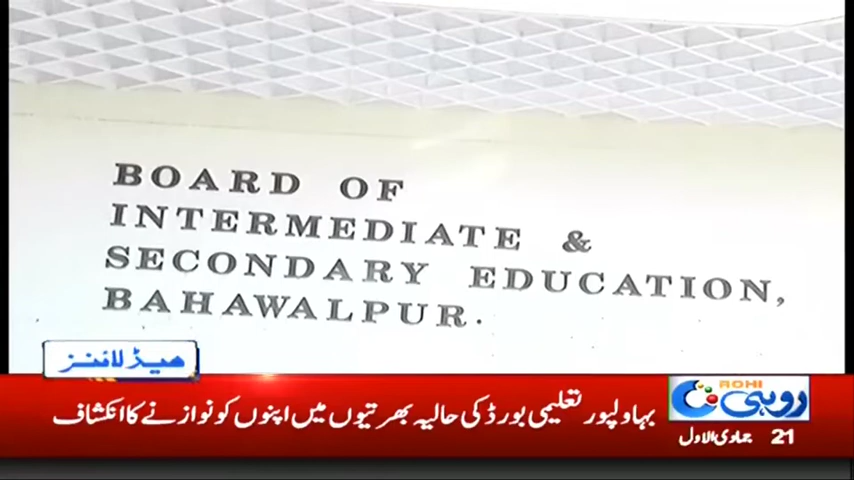 BOARD OF
INTERMEDIATE &
SECONDARY EDUCATION,
BAHAWALPUR.
ہیڈلائنز
ROHI
روہی
بہاولپور تعلیمی بورڈ کی حالیہ بھرتیوں میں اپنوں کو نوازنے کا انکشاف
21 جمادی الاول